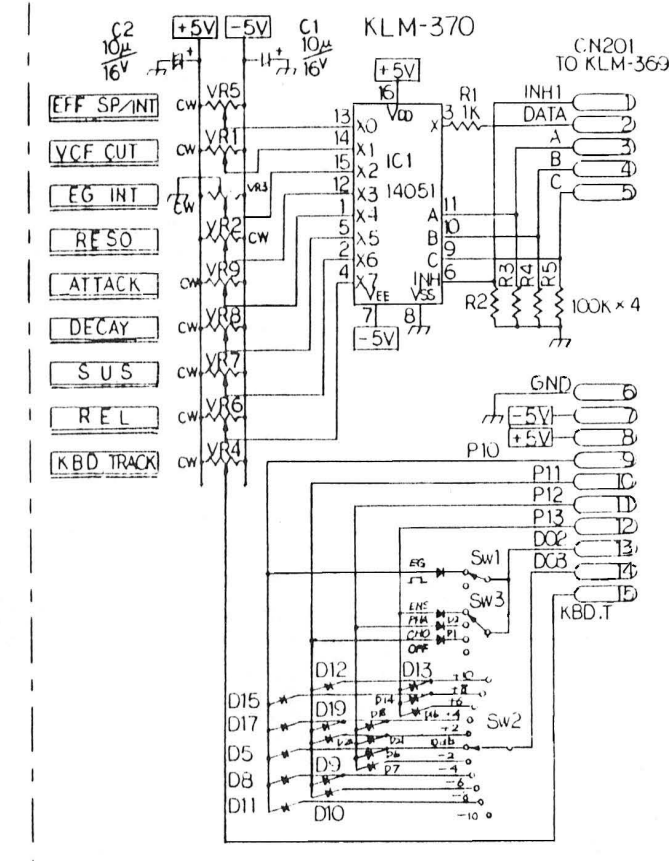 C2 +5V -5V C1 KLM-370
10μ 10μ CN201
16V 16V TO KLM-369
+5V
16 VDD
EFF SP/INT CW VR5
R1 INH1 1
13 X0 X 3 1K DATA 2
VCF CUT CW VR1 14 X1 A 3
15 X2 IC1 B 4
EG INT CW VR3 12 X3 14051 C 5
1 X4 A 11
RESO VR2 CW 5 X5 B 10
2 X6 C 9
ATTACK CW VR9 4 X7 INH 6
VEE VSS R2 R3 R4 R5 100K×4
7 8
-5V
DECAY CW VR8
SUS CW VR7
REL CW VR6
KBD TRACK CW VR4
GND 6
-5V 7
+5V 8
P10 9
P11 10
P12 11
P13 12
DO2 13
DO3 14
15
KBD.T
EG SW1
SW3
ENS
PHA
CHO
OFF
D12 D13
D15 D14
D17 D19
+4
+2
SW2
D5
D6 -2
D7 -4
D8 D9 -6
-8
D11 D10 -10